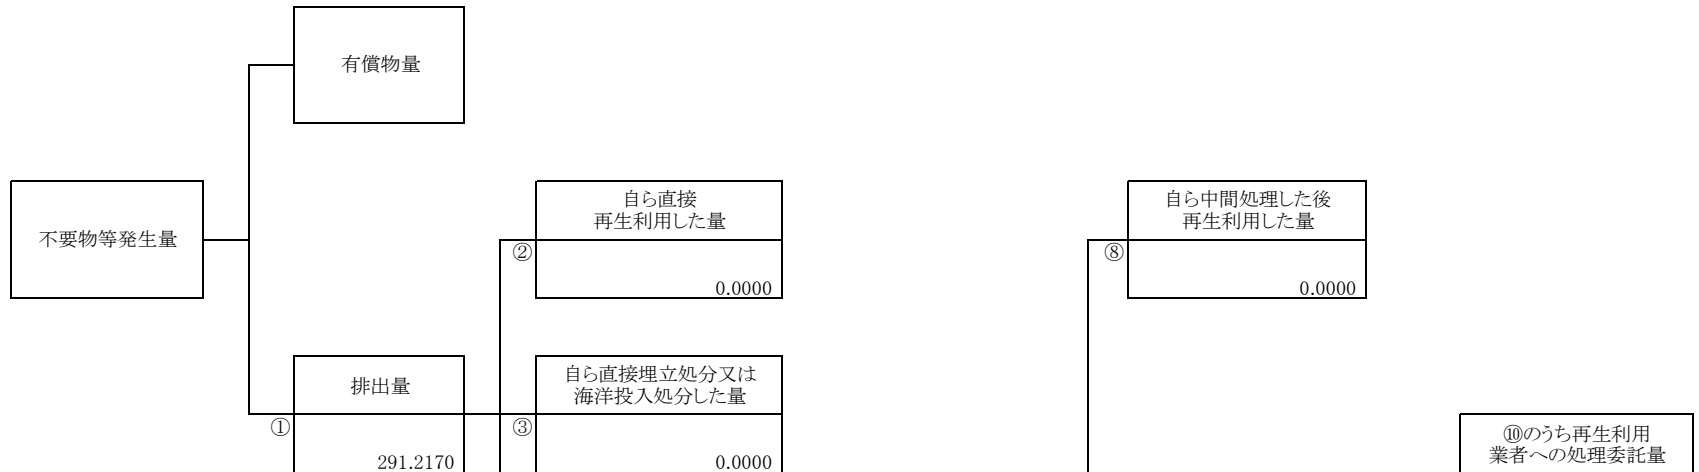 有償物量
不要物等発生量
自ら直接
再生利用した量
②
0.0000
自ら中間処理した後
再生利用した量
⑧
0.0000
排出量
①
291.2170
自ら直接埋立処分又は
海洋投入処分した量
③
0.0000
⑩のうち再生利用
業者への処理委託量